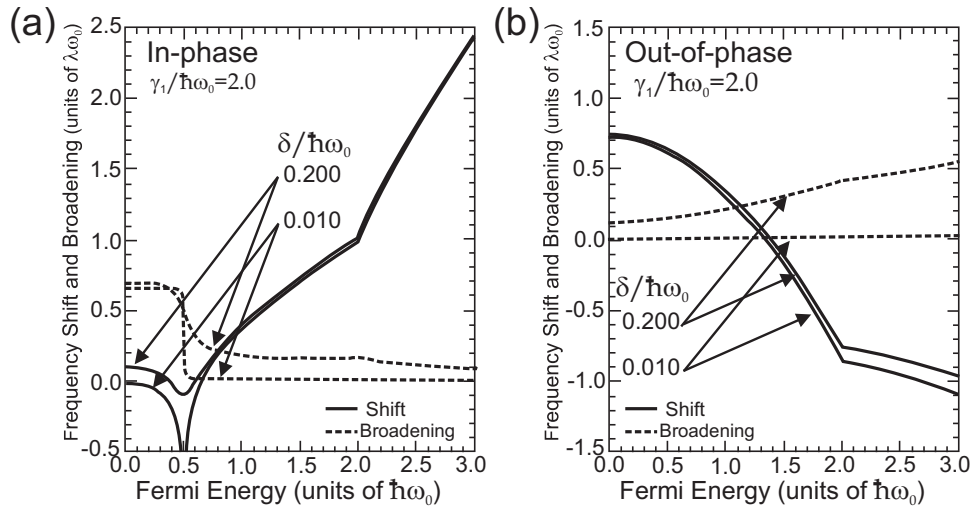 (a)
In-phase
γ₁/ħω₀=2.0
δ/ħω₀
0.200
0.010
Shift
Broadening
2.5
2.0
1.5
1.0
0.5
0.0
-0.5
0.0 0.5 1.0 1.5 2.0 2.5 3.0
Frequency Shift and Broadening (units of λω₀)
Fermi Energy (units of ħω₀)
(b)
Out-of-phase
γ₁/ħω₀=2.0
δ/ħω₀
0.200
0.010
Shift
Broadening
1.5
1.0
0.5
0.0
-0.5
-1.0
-1.5
0.0 0.5 1.0 1.5 2.0 2.5 3.0
Frequency Shift and Broadening (units of λω₀)
Fermi Energy (units of ħω₀)